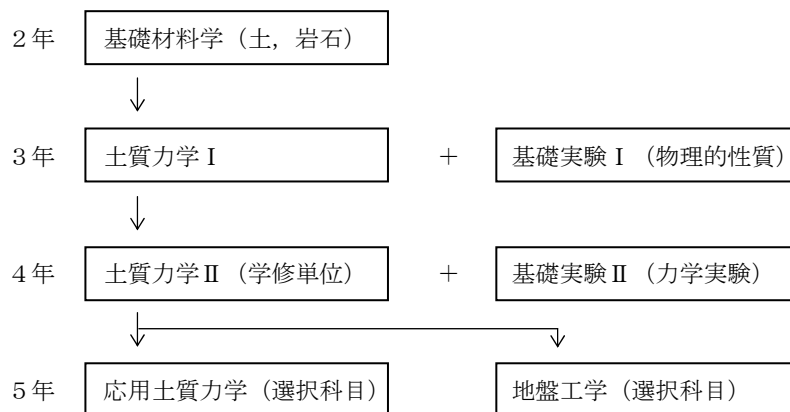 2年 基礎材料学（土，岩石）
3年 土質力学Ⅰ + 基礎実験Ⅰ（物理的性質）
4年 土質力学Ⅱ（学修単位） + 基礎実験Ⅱ（力学実験）
5年 応用土質力学（選択科目） 地盤工学（選択科目）